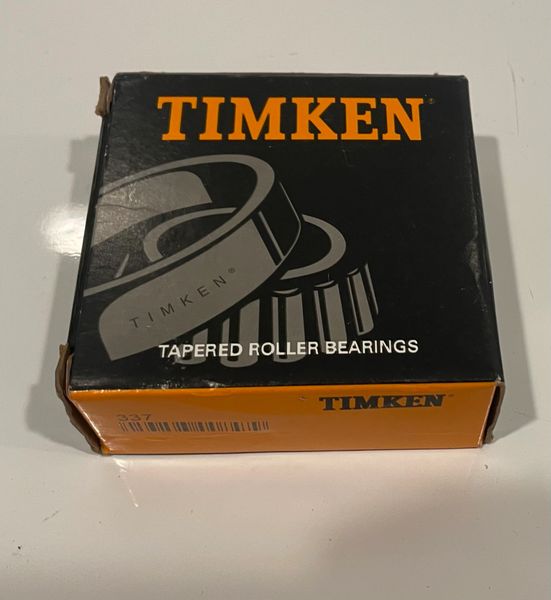 TIMKEN®
TIMKEN®
TAPERED ROLLER BEARINGS
TIMKEN®
337